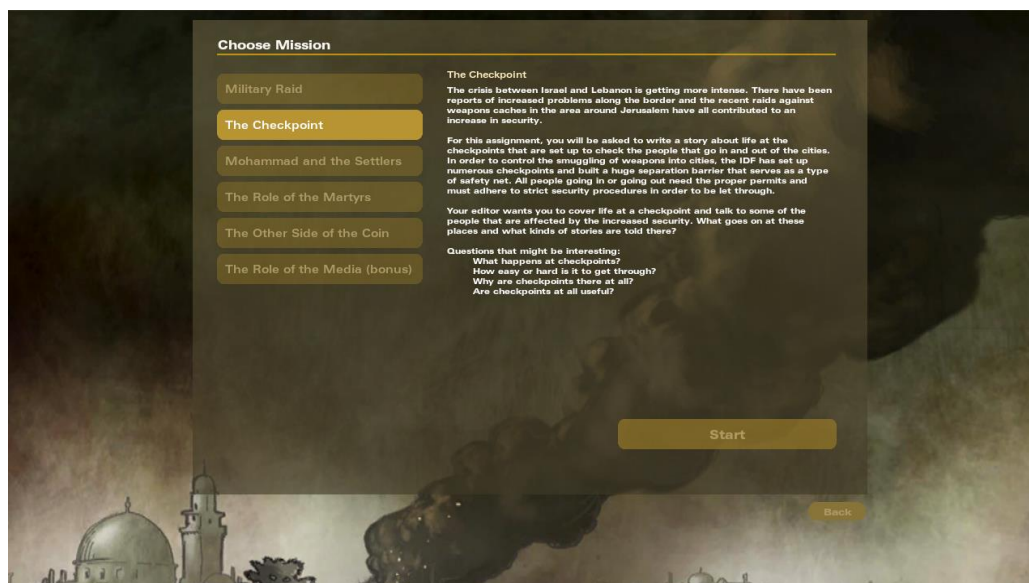 Choose Mission
Military Raid
The Checkpoint
Mohammad and the Settlers
The Role of the Martyrs
The Other Side of the Coin
The Role of the Media (bonus)
The Checkpoint
The crisis between Israel and Lebanon is getting more intense. There have been
reports of increased problems along the border and the recent raids against
weapons caches in the area around Jerusalem have all contributed to an
increase in security.
For this assignment, you will be asked to write a story about life at the
checkpoints that are set up to check the people that go in and out of the cities.
In order to control the smuggling of weapons into cities, the IDF has set up
numerous checkpoints and built a huge separation barrier that serves as a type
of safety net. All people going in or going out need the proper permits and
must adhere to strict security procedures in order to be let through.
Your editor wants you to cover life at a checkpoint and talk to some of the
people that are affected by the increased security. What goes on at these
places and what kinds of stories are told there?
Questions that might be interesting:
What happens at checkpoints?
How easy or hard is it to get through?
Why are checkpoints there at all?
Are checkpoints at all useful?
Start
Back